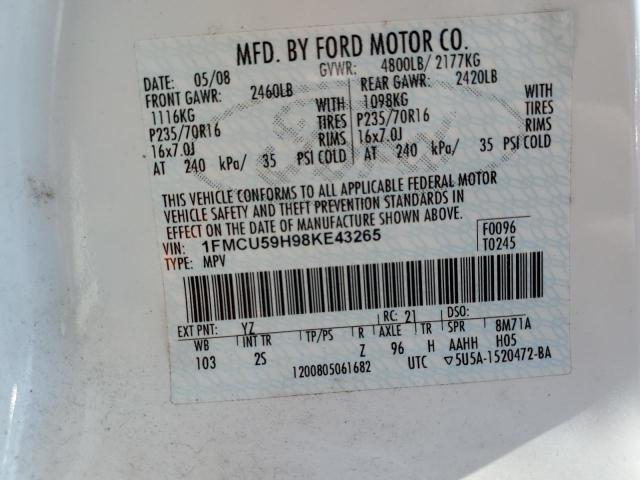 MFD. BY FORD MOTOR CO.
DATE: 05/08 GVWR: 4800LB/ 2177KG
FRONT GAWR: 2460LB REAR GAWR: 2420LB
1116KG WITH 1098KG WITH
P235/70R16 TIRES P235/70R16 TIRES
16x7.0J RIMS 16x7.0J RIMS
AT 240 kPa/ 35 PSI COLD AT 240 kPa/ 35 PSI COLD
THIS VEHICLE CONFORMS TO ALL APPLICABLE FEDERAL MOTOR
VEHICLE SAFETY AND THEFT PREVENTION STANDARDS IN
EFFECT ON THE DATE OF MANUFACTURE SHOWN ABOVE.
VIN: 1FMCU59H98KE43265 F0096
TYPE: MPV T0245
EXT PNT: YZ RC: 21 DSO:
WB INT TR TP/PS R AXLE TR SPR 8M71A
103 2S Z 96 H AAHH H05
1200805061682 UTC ▽5U5A-1520472-BA